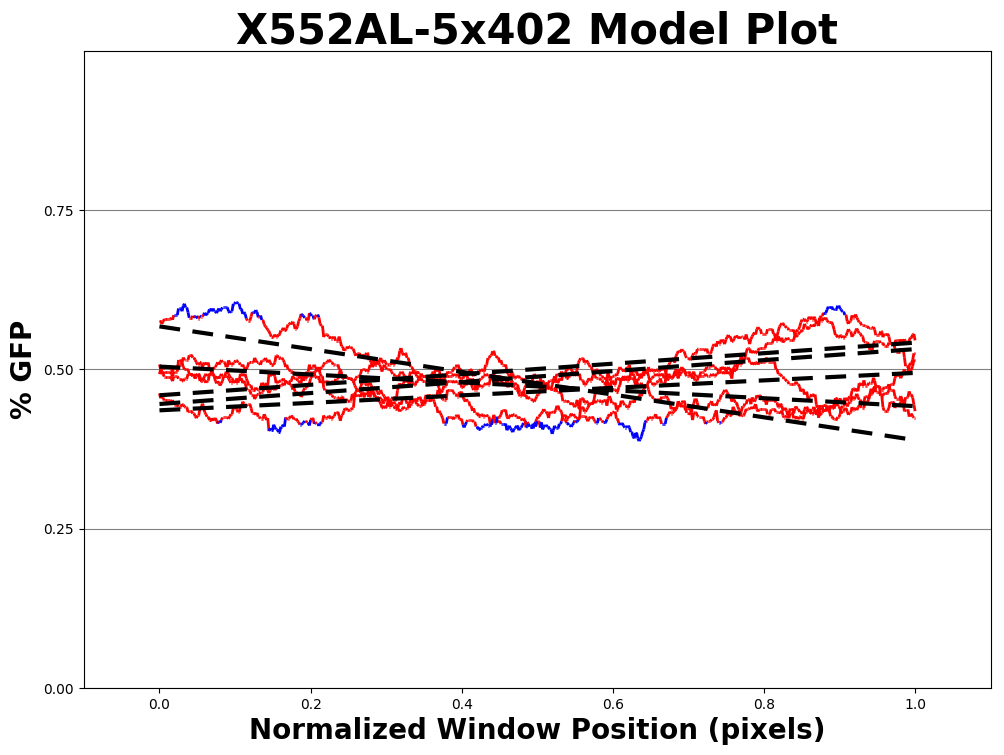 X552AL-5x402 Model Plot
% GFP
0.75
0.50
0.25
0.00
0.0 0.2 0.4 0.6 0.8 1.0
Normalized Window Position (pixels)